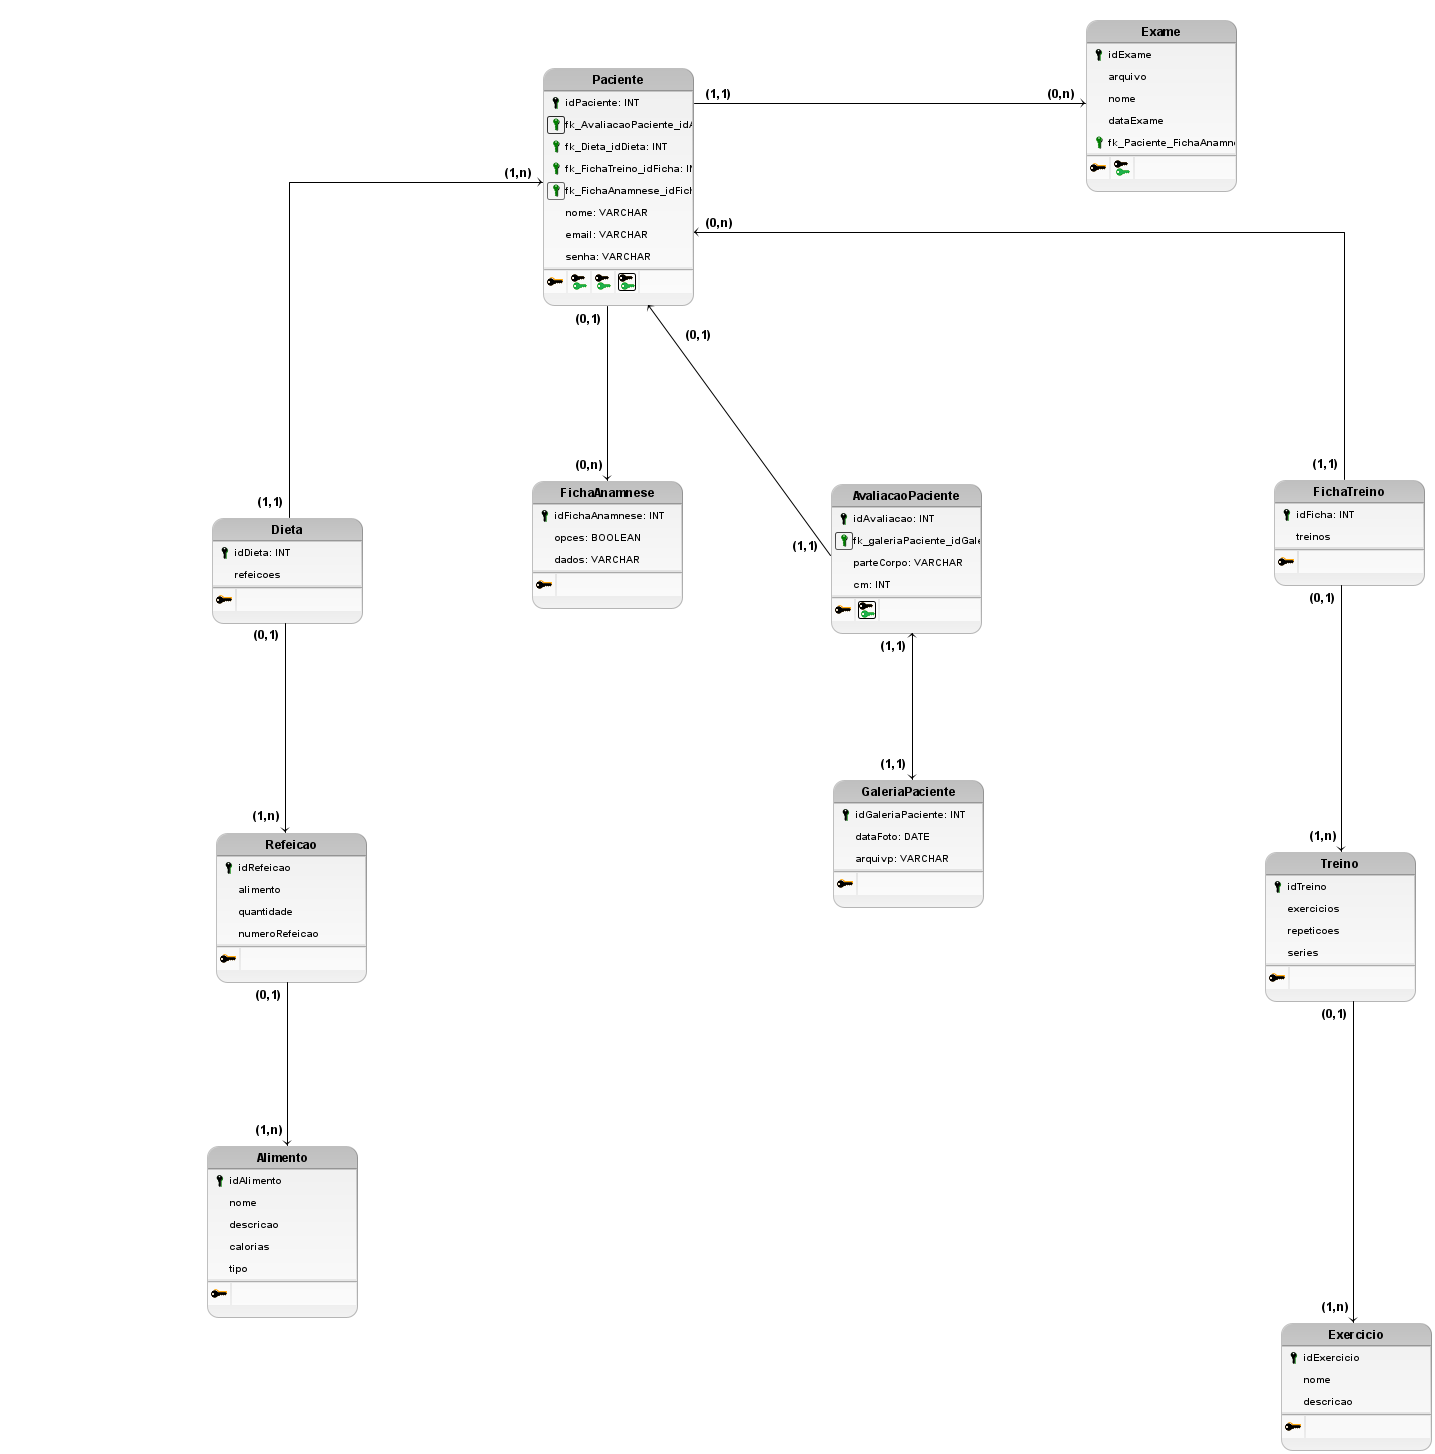 Exame
idExame
arquivo
nome
dataExame
fk_Paciente_FichaAnamn
Paciente
idPaciente: INT
fk_AvaliacaoPaciente_idA
fk_Dieta_idDieta: INT
fk_FichaTreino_idFicha: IN
fk_FichaAnamnese_idFich
nome: VARCHAR
email: VARCHAR
senha: VARCHAR
(1,1)
(0,n)
(1,n)
(0,n)
(0,1)
(0,1)
(0,n)
(1,1)
(1,1)
(1,1)
FichaAnamnese
idFichaAnamnese: INT
opces: BOOLEAN
dados: VARCHAR
AvaliacaoPaciente
idAvaliacao: INT
fk_galeriaPaciente_idGale
parteCorpo: VARCHAR
cm: INT
FichaTreino
idFicha: INT
treinos
Dieta
idDieta: INT
refeicoes
(0,1)
(1,1)
(0,1)
(1,1)
(1,n)
(1,n)
GaleriaPaciente
idGaleriaPaciente: INT
dataFoto: DATE
arquivp: VARCHAR
Refeicao
idRefeicao
alimento
quantidade
numeroRefeicao
Treino
idTreino
exercicios
repeticoes
series
(0,1)
(0,1)
(1,n)
(1,n)
Alimento
idAlimento
nome
descricao
calorias
tipo
Exercicio
idExercicio
nome
descricao